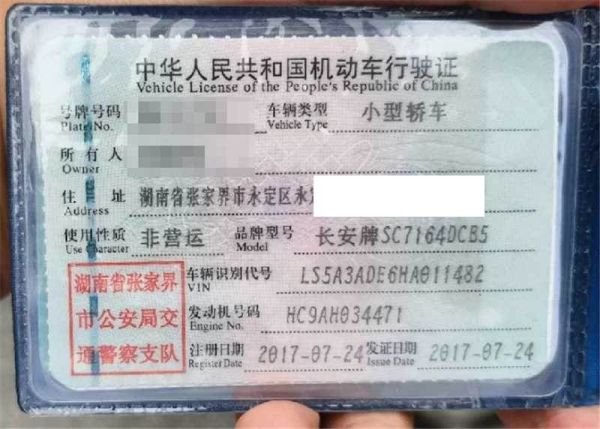 中华人民共和国机动车行驶证
Vehicle License of the People's Republic of China
号牌号码 车辆类型 小型轿车
Plate No. Vehicle Type
所有人
Owner
住址 湖南省张家界市永定区永定
Address
使用性质 非营运 品牌型号 长安牌SC7164DCB5
Use Character Model
湖南省张家界
市公安局交
通警察支队
车辆识别代号 LS5A3ADE6HA011482
VIN
发动机号码 HC9AH034471
Engine No.
注册日期 2017-07-24 发证日期 2017-07-24
Register Date Issue Date